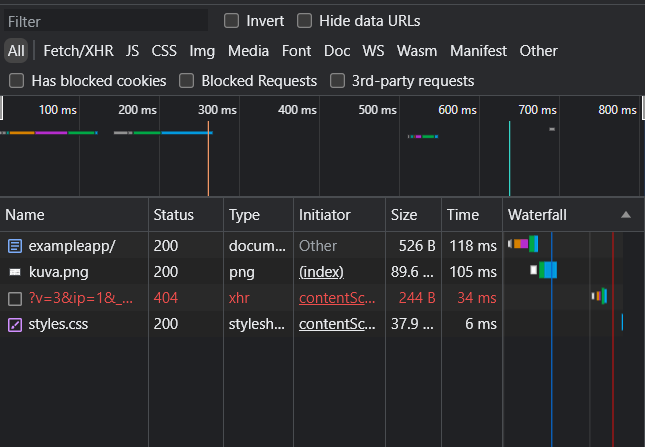 Filter Invert Hide data URLs
All Fetch/XHR JS CSS Img Media Font Doc WS Wasm Manifest Other
Has blocked cookies Blocked Requests 3rd-party requests
100 ms 200 ms 300 ms 400 ms 500 ms 600 ms 700 ms 800 ms
Name Status Type Initiator Size Time Waterfall
exampleapp/ 200 docum... Other 526 B 118 ms
kuva.png 200 png (index) 89.6 ... 105 ms
?v=3&ip=1&_... 404 xhr contentSc... 244 B 34 ms
styles.css 200 stylesh... contentSc... 37.9 ... 6 ms